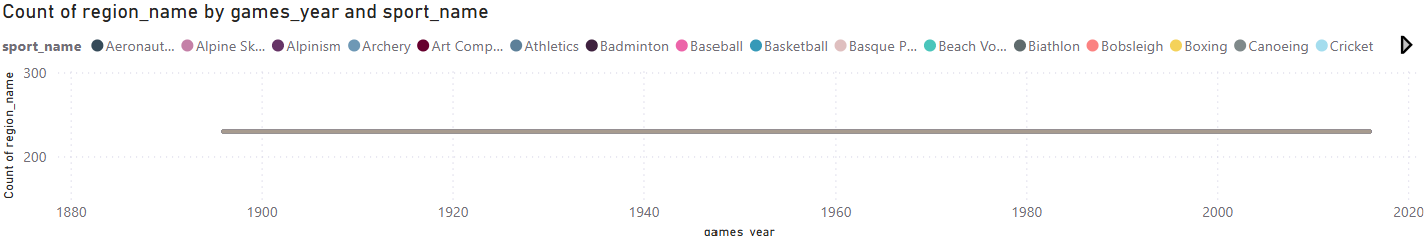 Count of region_name by games_year and sport_name
sport_name Aeronaut... Alpine Sk... Alpinism Archery Art Comp... Athletics Badminton Baseball Basketball Basque P... Beach Vo... Biathlon Bobsleigh Boxing Canoeing Cricket
Count of region_name
300
200
1880 1900 1920 1940 1960 1980 2000 2020
games_year